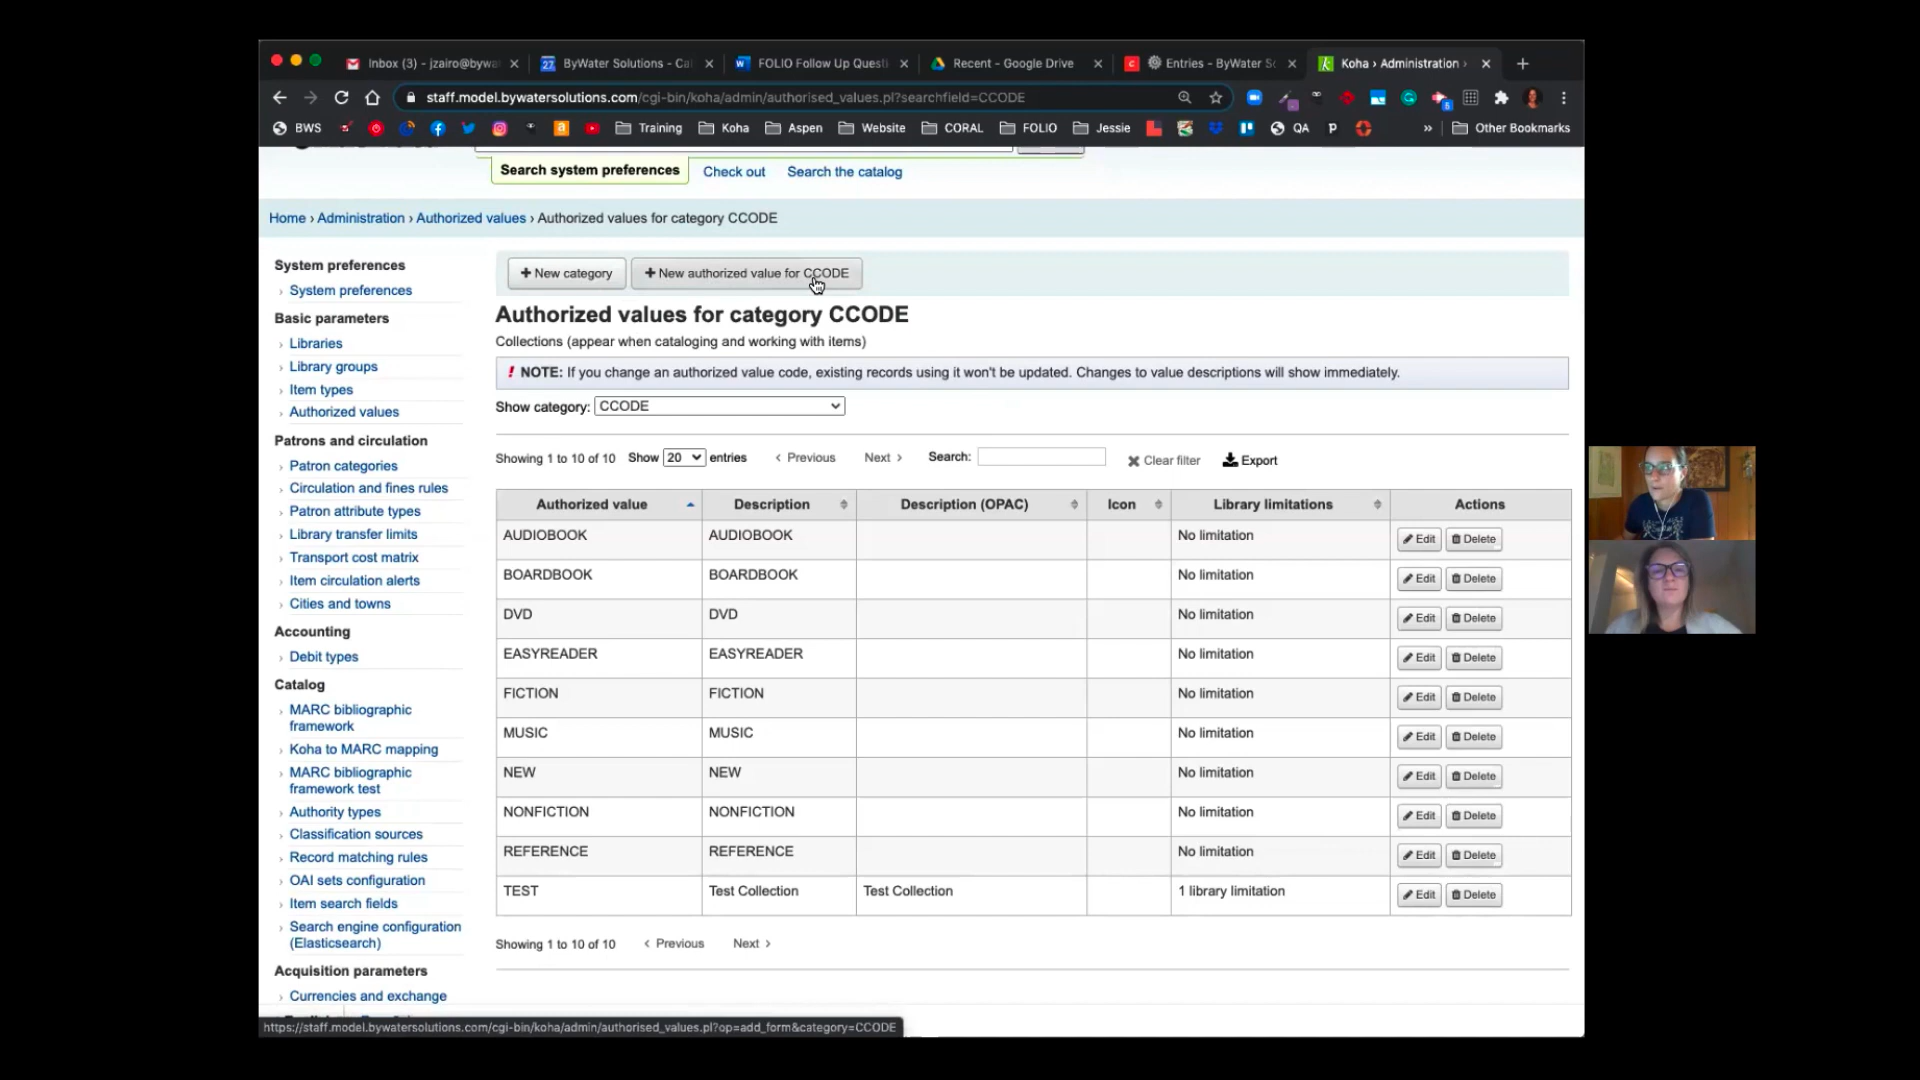 Inbox (3) - jzairo@bywa
27 ByWater Solutions - Ca
W FOLIO Follow Up Questi
Recent - Google Drive
Entries - ByWater So
Koha › Administration ›
staff.model.bywatersolutions.com/cgi-bin/koha/admin/authorised_values.pl?searchfield=CCODE
BWS Training Koha Aspen Website CORAL FOLIO Jessie QA P » Other Bookmarks
Search system preferences Check out Search the catalog
Home › Administration › Authorized values › Authorized values for category CCODE
System preferences
System preferences
Basic parameters
Libraries
Library groups
Item types
Authorized values
Patrons and circulation
Patron categories
Circulation and fines rules
Patron attribute types
Library transfer limits
Transport cost matrix
Item circulation alerts
Cities and towns
Accounting
Debit types
Catalog
MARC bibliographic
framework
Koha to MARC mapping
MARC bibliographic
framework test
Authority types
Classification sources
Record matching rules
OAI sets configuration
Item search fields
Search engine configuration
(Elasticsearch)
Acquisition parameters
Currencies and exchange
+ New category + New authorized value for CCODE
Authorized values for category CCODE
Collections (appear when cataloging and working with items)
! NOTE: If you change an authorized value code, existing records using it won't be updated. Changes to value descriptions will show immediately.
Show category: CCODE
Showing 1 to 10 of 10 Show 20 entries ‹ Previous Next › Search: Clear filter Export
Authorized value Description Description (OPAC) Icon Library limitations Actions
AUDIOBOOK AUDIOBOOK No limitation Edit Delete
BOARDBOOK BOARDBOOK No limitation Edit Delete
DVD DVD No limitation Edit Delete
EASYREADER EASYREADER No limitation Edit Delete
FICTION FICTION No limitation Edit Delete
MUSIC MUSIC No limitation Edit Delete
NEW NEW No limitation Edit Delete
NONFICTION NONFICTION No limitation Edit Delete
REFERENCE REFERENCE No limitation Edit Delete
TEST Test Collection Test Collection 1 library limitation Edit Delete
Showing 1 to 10 of 10 ‹ Previous Next ›
https://staff.model.bywatersolutions.com/cgi-bin/koha/admin/authorised_values.pl?op=add_form&category=CCODE